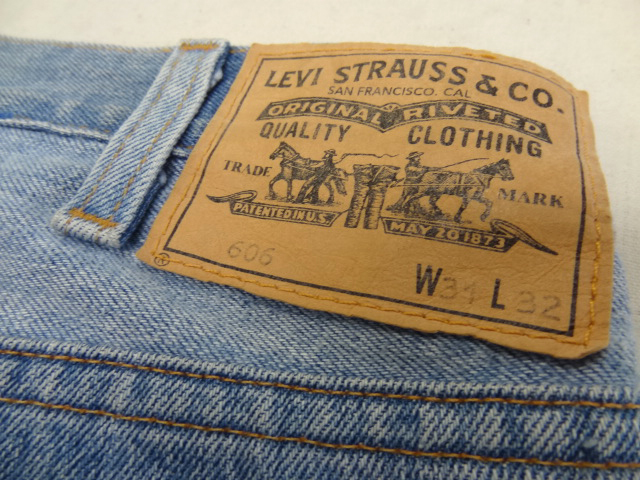 LEVI STRAUSS & CO.
SAN FRANCISCO. CAL
ORIGINAL RIVETED
QUALITY CLOTHING
TRADE MARK
PATENTED IN U.S. MAY 20 1873
606
W34 L 32